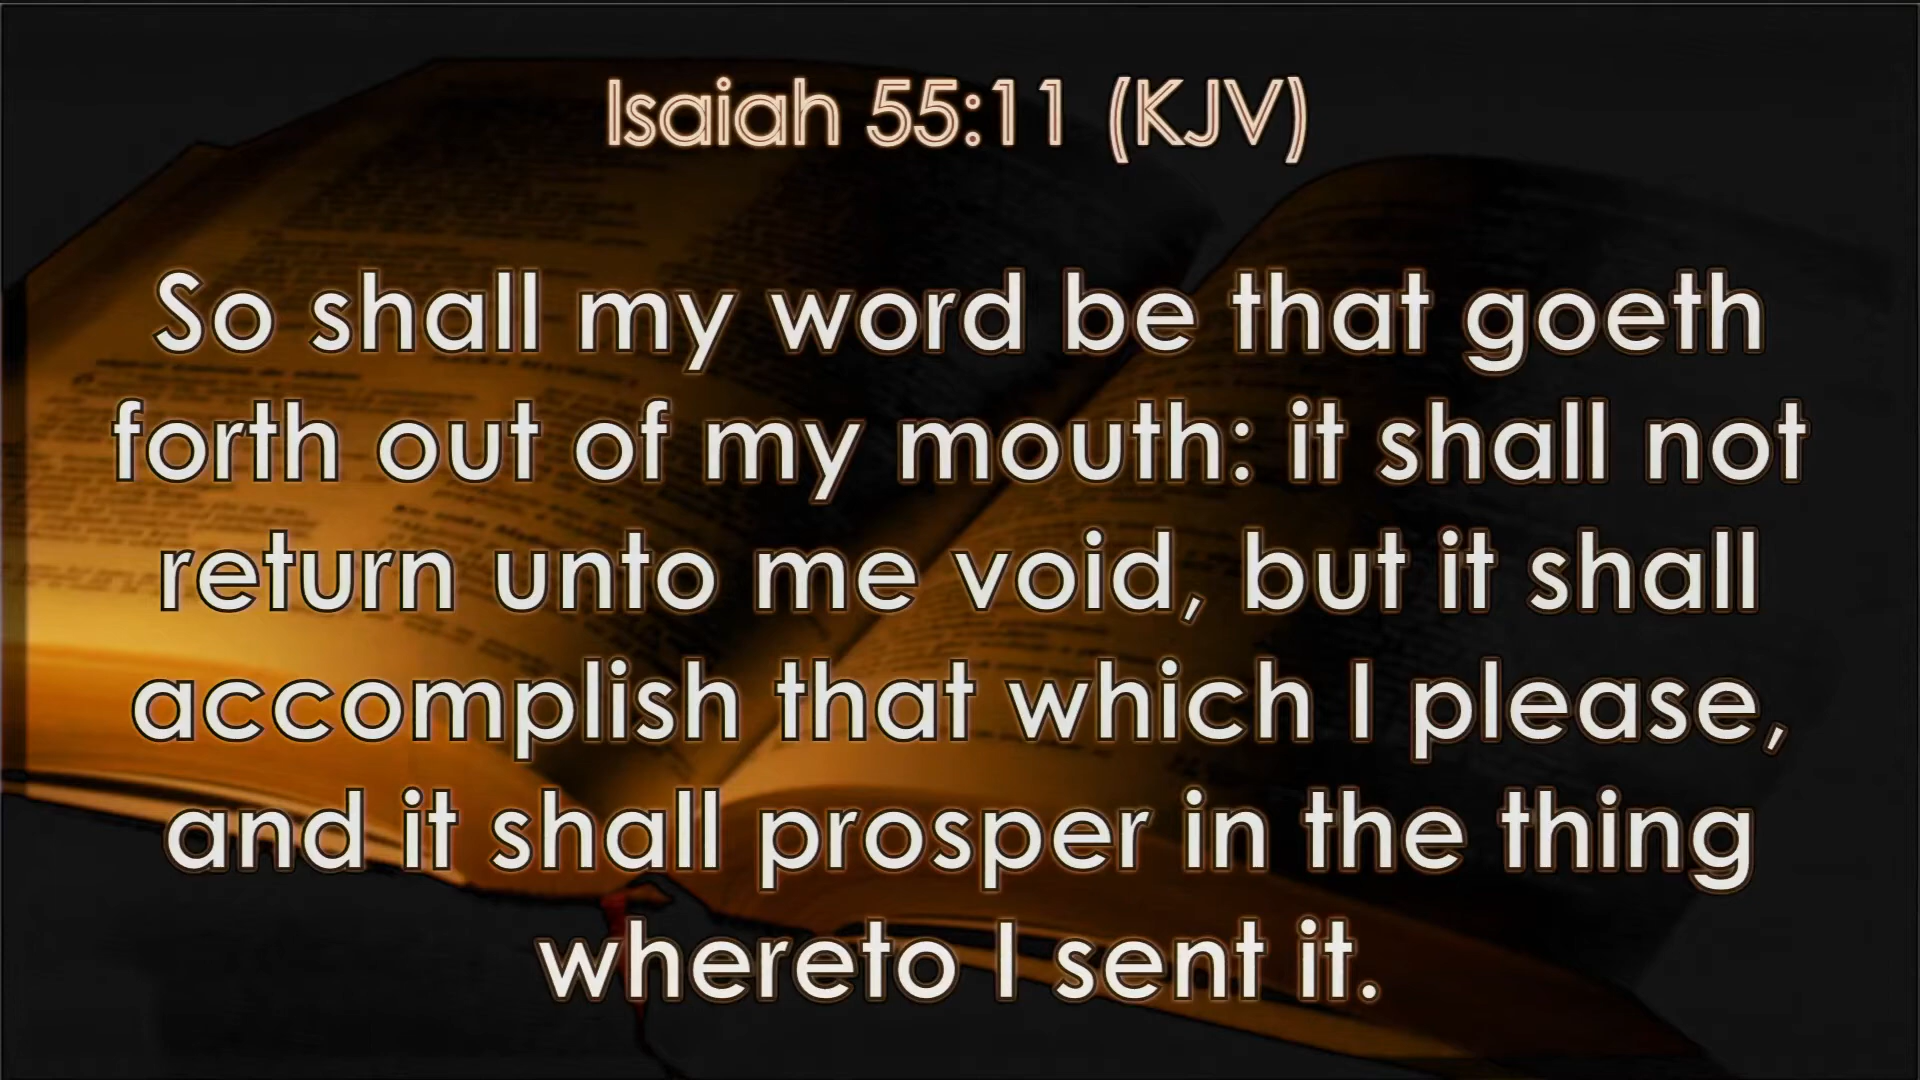 Isaiah 55:11 (KJV)
So shall my word be that goeth
forth out of my mouth: it shall not
return unto me void, but it shall
accomplish that which I please,
and it shall prosper in the thing
whereto I sent it.